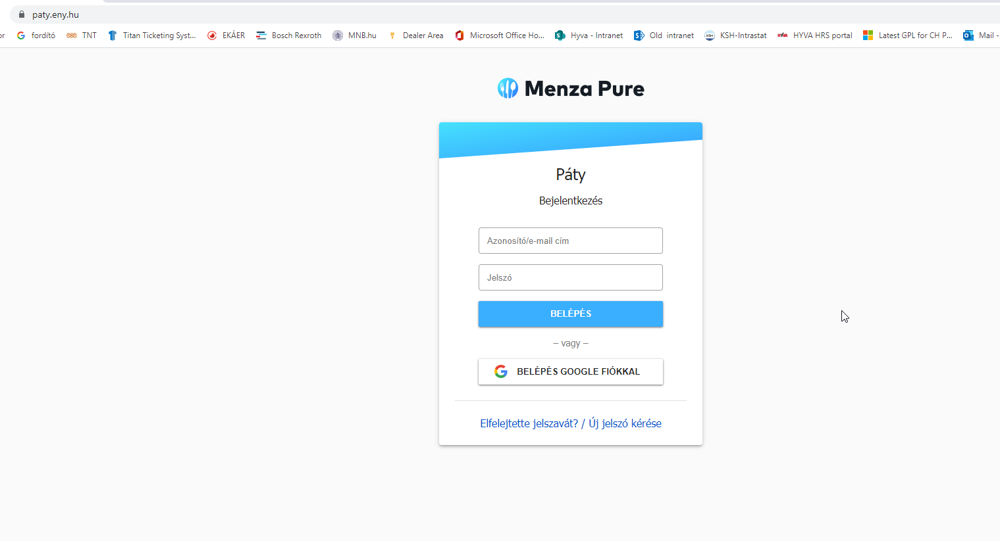 paty.eny.hu
or fordító TNT Titan Ticketing Syst... EKÁER Bosch Rexroth MNB.hu Dealer Area Microsoft Office Ho... Hyva - Intranet Old intranet KSH-Intrastat HYVA HRS portal Latest GPL for CH P... Mail -
Menza Pure
Páty
Bejelentkezés
Azonosító/e-mail cím
Jelszó
BELÉPÉS
– vagy –
BELÉPÉS GOOGLE FIÓKKAL
Elfelejtette jelszavát? / Új jelszó kérése